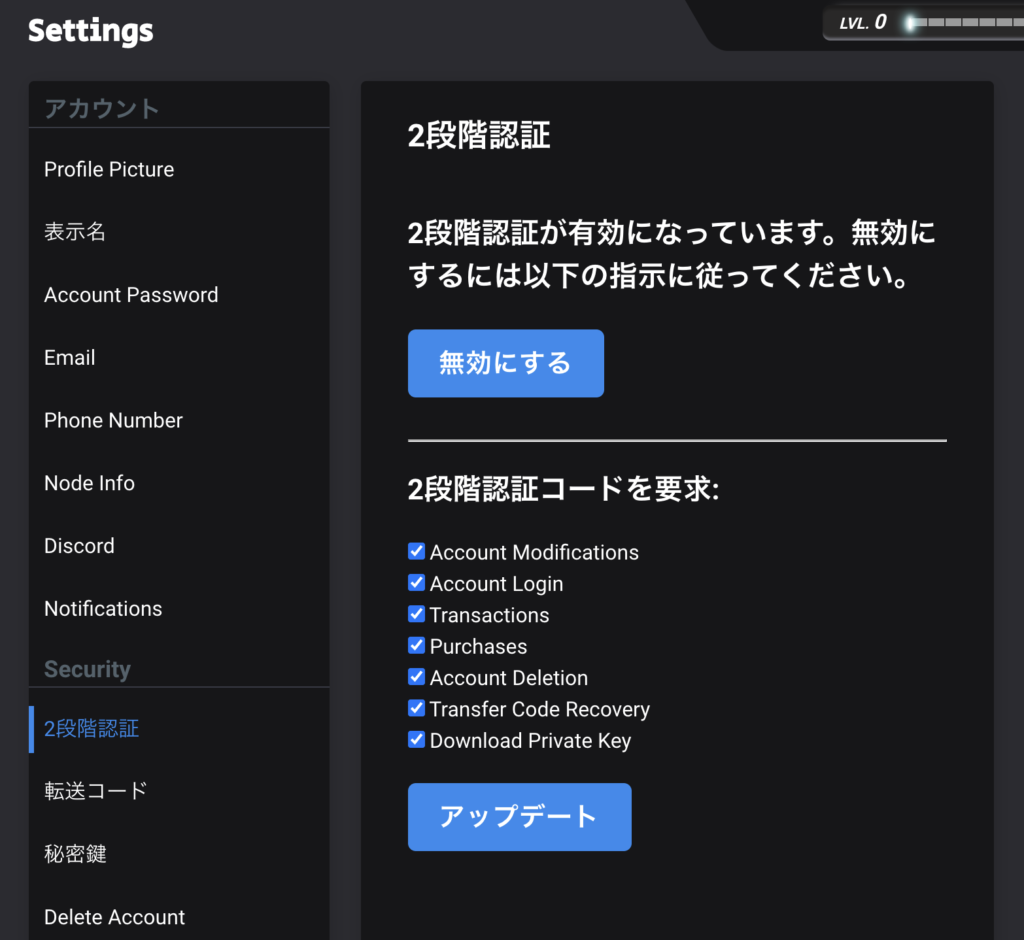 Settings
LVL. 0
アカウント
Profile Picture
表示名
Account Password
Email
Phone Number
Node Info
Discord
Notifications
Security
2段階認証
転送コード
秘密鍵
Delete Account
2段階認証
2段階認証が有効になっています。無効に
するには以下の指示に従ってください。
無効にする
2段階認証コードを要求:
Account Modifications
Account Login
Transactions
Purchases
Account Deletion
Transfer Code Recovery
Download Private Key
アップデート